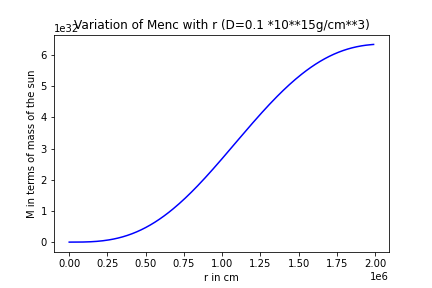 Variation of Menc with r (D=0.1 *10**15g/cm**3)
1e32
6
5
4
3
2
1
0
M in terms of mass of the sun
0.00 0.25 0.50 0.75 1.00 1.25 1.50 1.75 2.00
1e6
r in cm